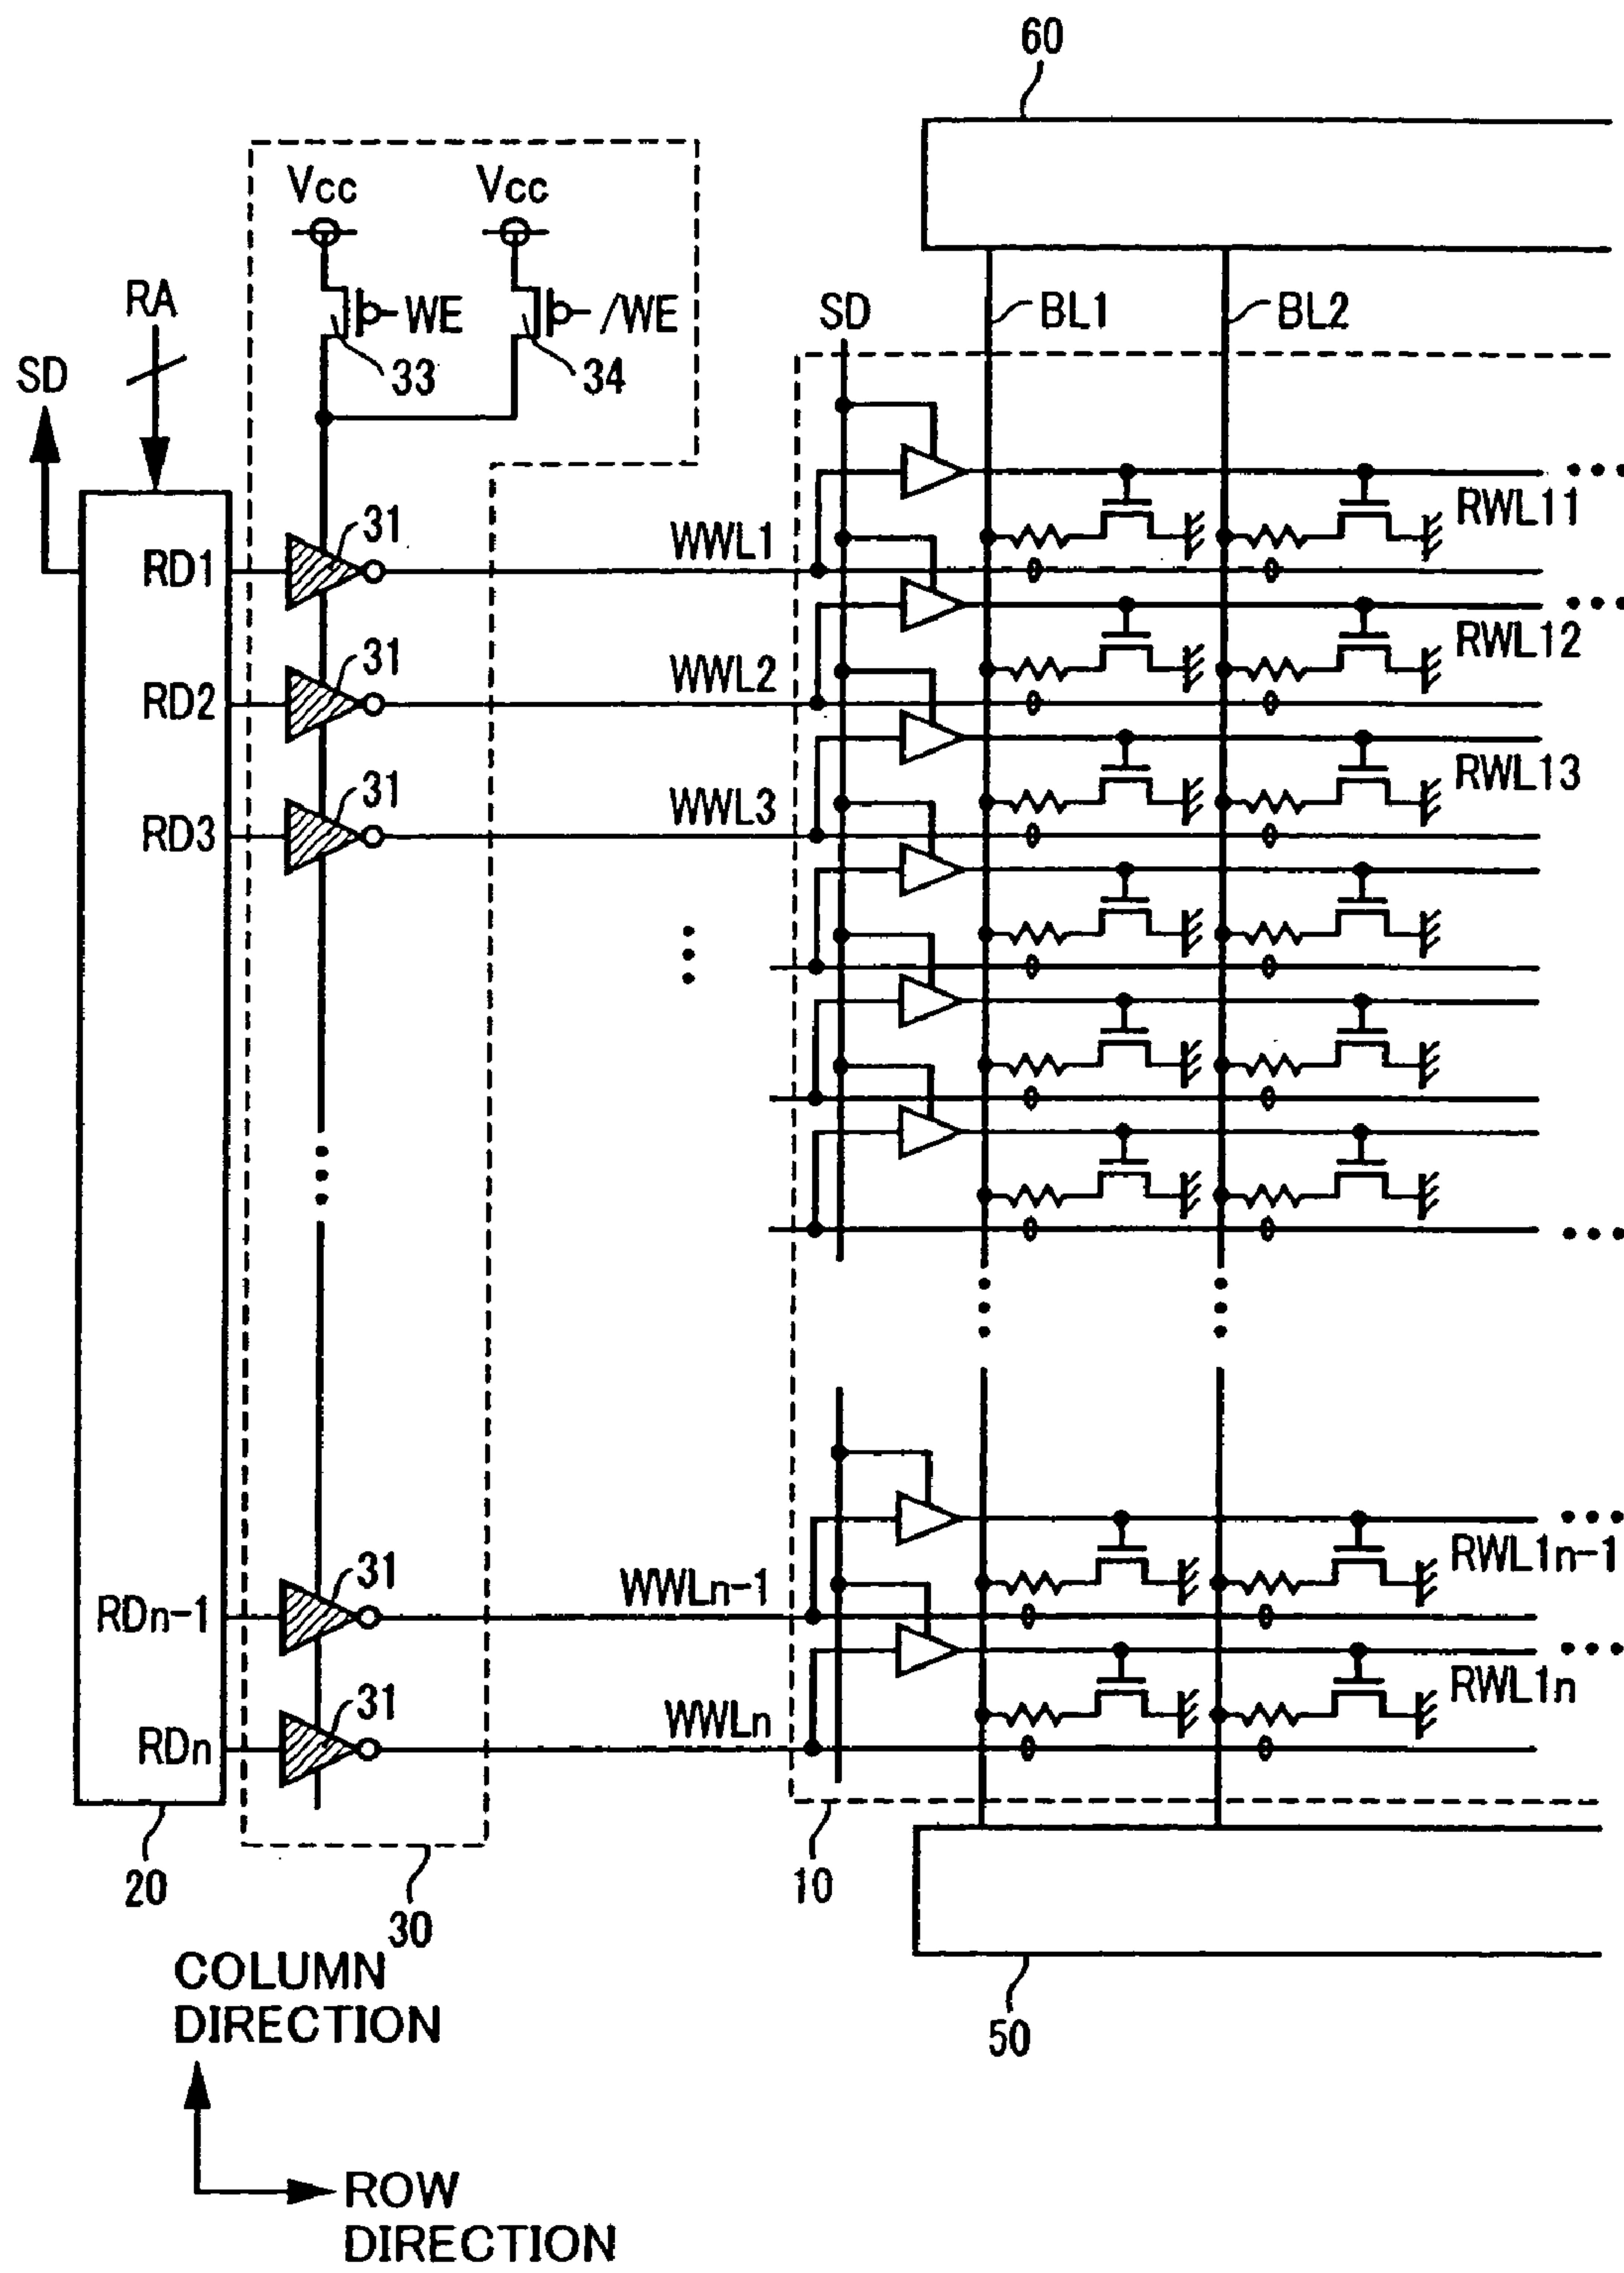 60
Vcc Vcc
RA
WE /WE
SD BL1 BL2
SD
33 34
31
RD1 WWL1 RWL11
31
RD2 WWL2 RWL12
31
RD3 WWL3 RWL13
31
RDn-1 WWLn-1 RWL1n-1
31
RDn WWLn RWL1n
20 30 10
50
COLUMN
DIRECTION
ROW
DIRECTION